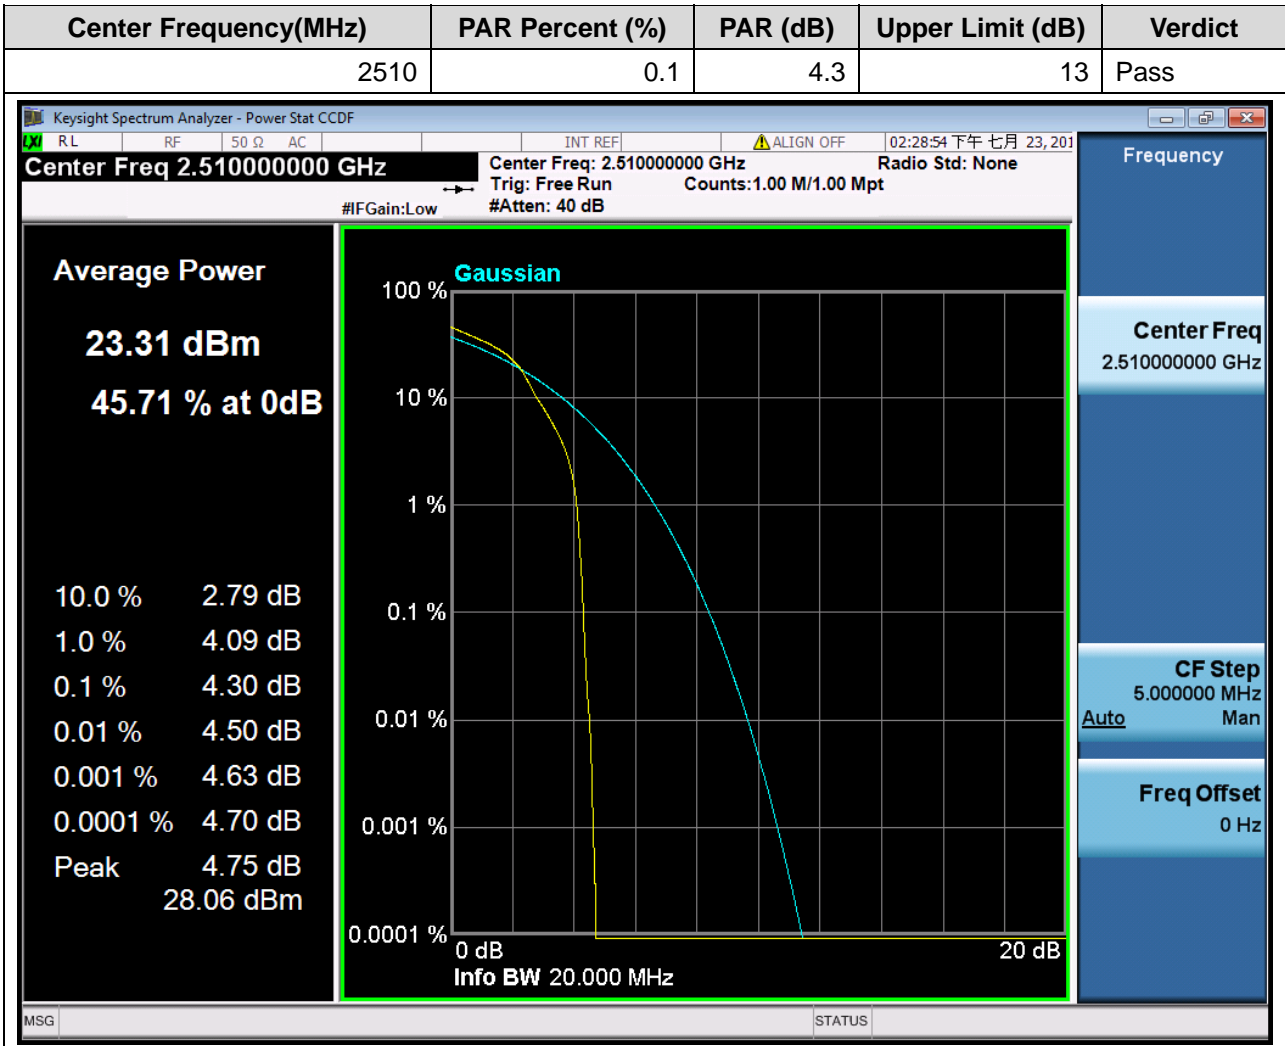 Center Frequency(MHz) PAR Percent (%) PAR (dB) Upper Limit (dB) Verdict
2510 0.1 4.3 13 Pass
Keysight Spectrum Analyzer - Power Stat CCDF
LXI RL RF 50 Ω AC INT REF ALIGN OFF 02:28:54 下午 七月 23, 201
Center Freq 2.510000000 GHz
Center Freq: 2.510000000 GHz Radio Std: None
Trig: Free Run Counts:1.00 M/1.00 Mpt
#IFGain:Low #Atten: 40 dB
Average Power
23.31 dBm
45.71 % at 0dB
10.0 % 2.79 dB
1.0 % 4.09 dB
0.1 % 4.30 dB
0.01 % 4.50 dB
0.001 % 4.63 dB
0.0001 % 4.70 dB
Peak 4.75 dB
28.06 dBm
Gaussian
100 %
10 %
1 %
0.1 %
0.01 %
0.001 %
0.0001 %
0 dB 20 dB
Info BW 20.000 MHz
Frequency
Center Freq
2.510000000 GHz
CF Step
5.000000 MHz
Auto Man
Freq Offset
0 Hz
MSG STATUS